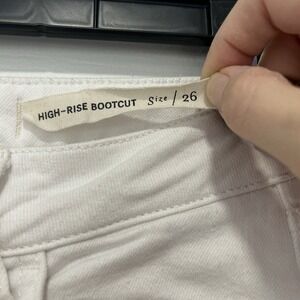 HIGH-RISE BOOTCUT Size / 26